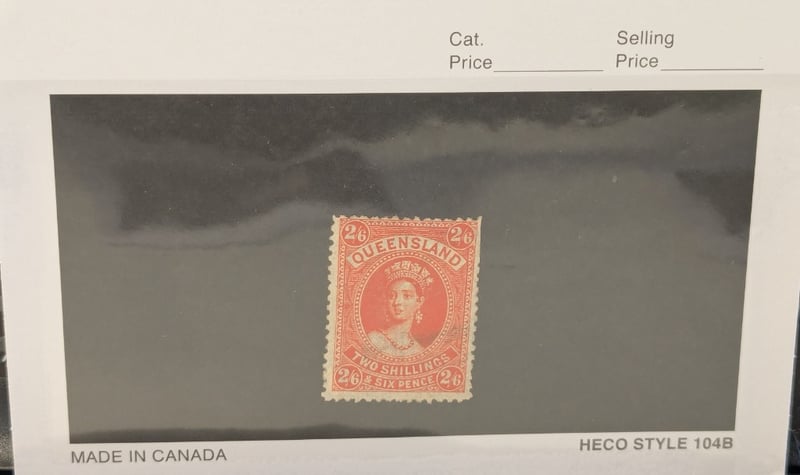 Cat.
Price
Selling
Price
2/6 2/6
QUEENSLAND
TWO SHILLINGS
2/6 & SIX PENCE 2/6
MADE IN CANADA
HECO STYLE 104B